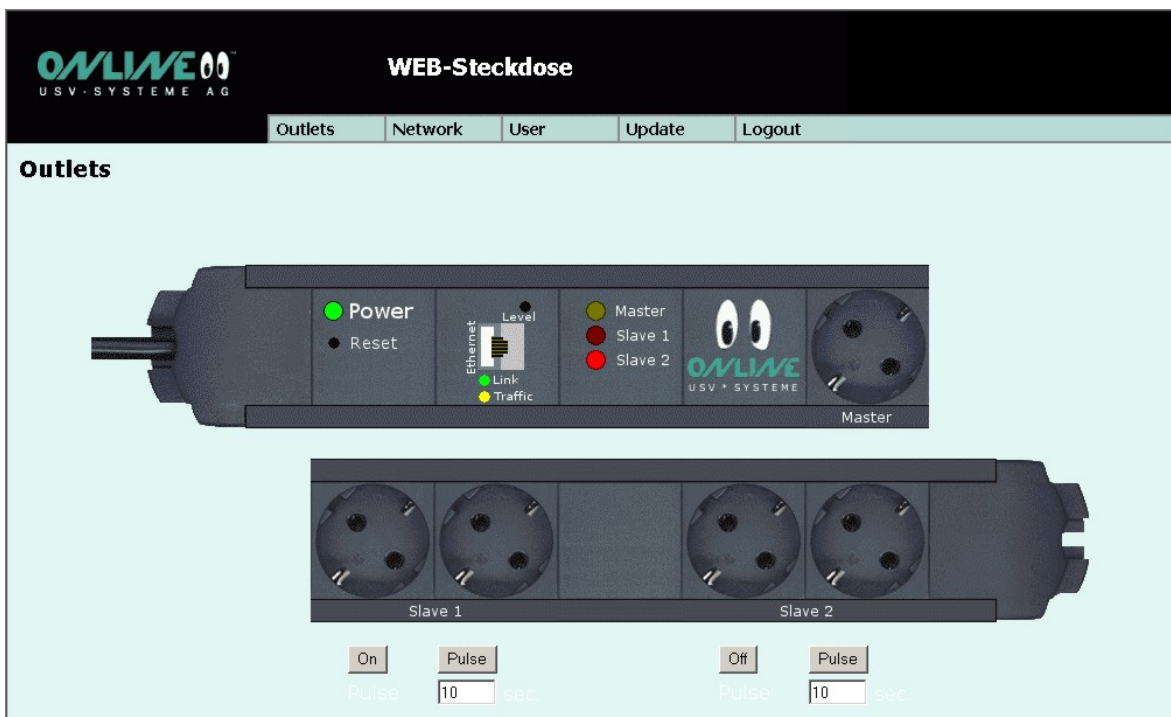 ONLINE™
USV-SYSTEME AG
WEB-Steckdose
Outlets Network User Update Logout
Outlets
Power
Reset
Ethernet
Level
Link
Traffic
Master
Slave 1
Slave 2
ONLINE
USV * SYSTEME
Master
Slave 1 Slave 2
On Pulse Off Pulse
Pulse 10 sec. Pulse 10 sec.